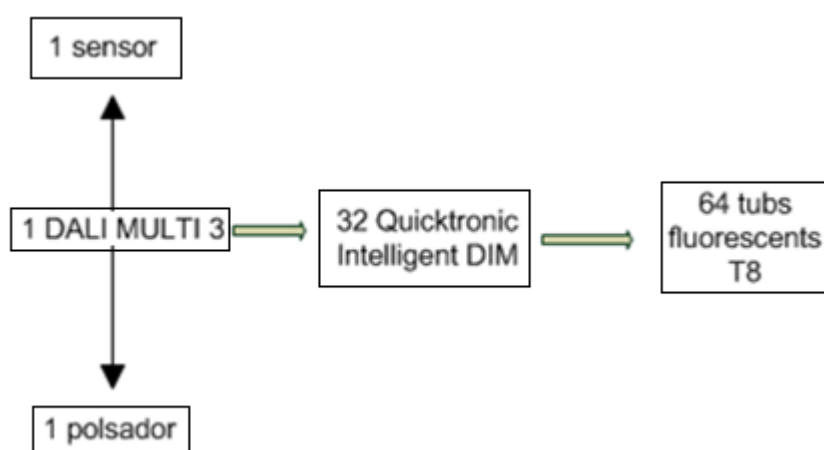 1 sensor
1 DALI MULTI 3
32 Quicktronic
Intelligent DIM
64 tubs
fluorescents
T8
1 polsador